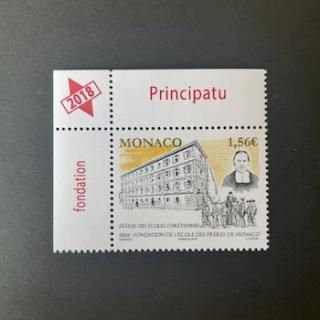 2018
Principatu
fondation
MONACO
1,56€
FRÈRES DES ÉCOLES CHRÉTIENNES
1868 : FONDATION DE L'ÉCOLE DES FRÈRES DE MONACO